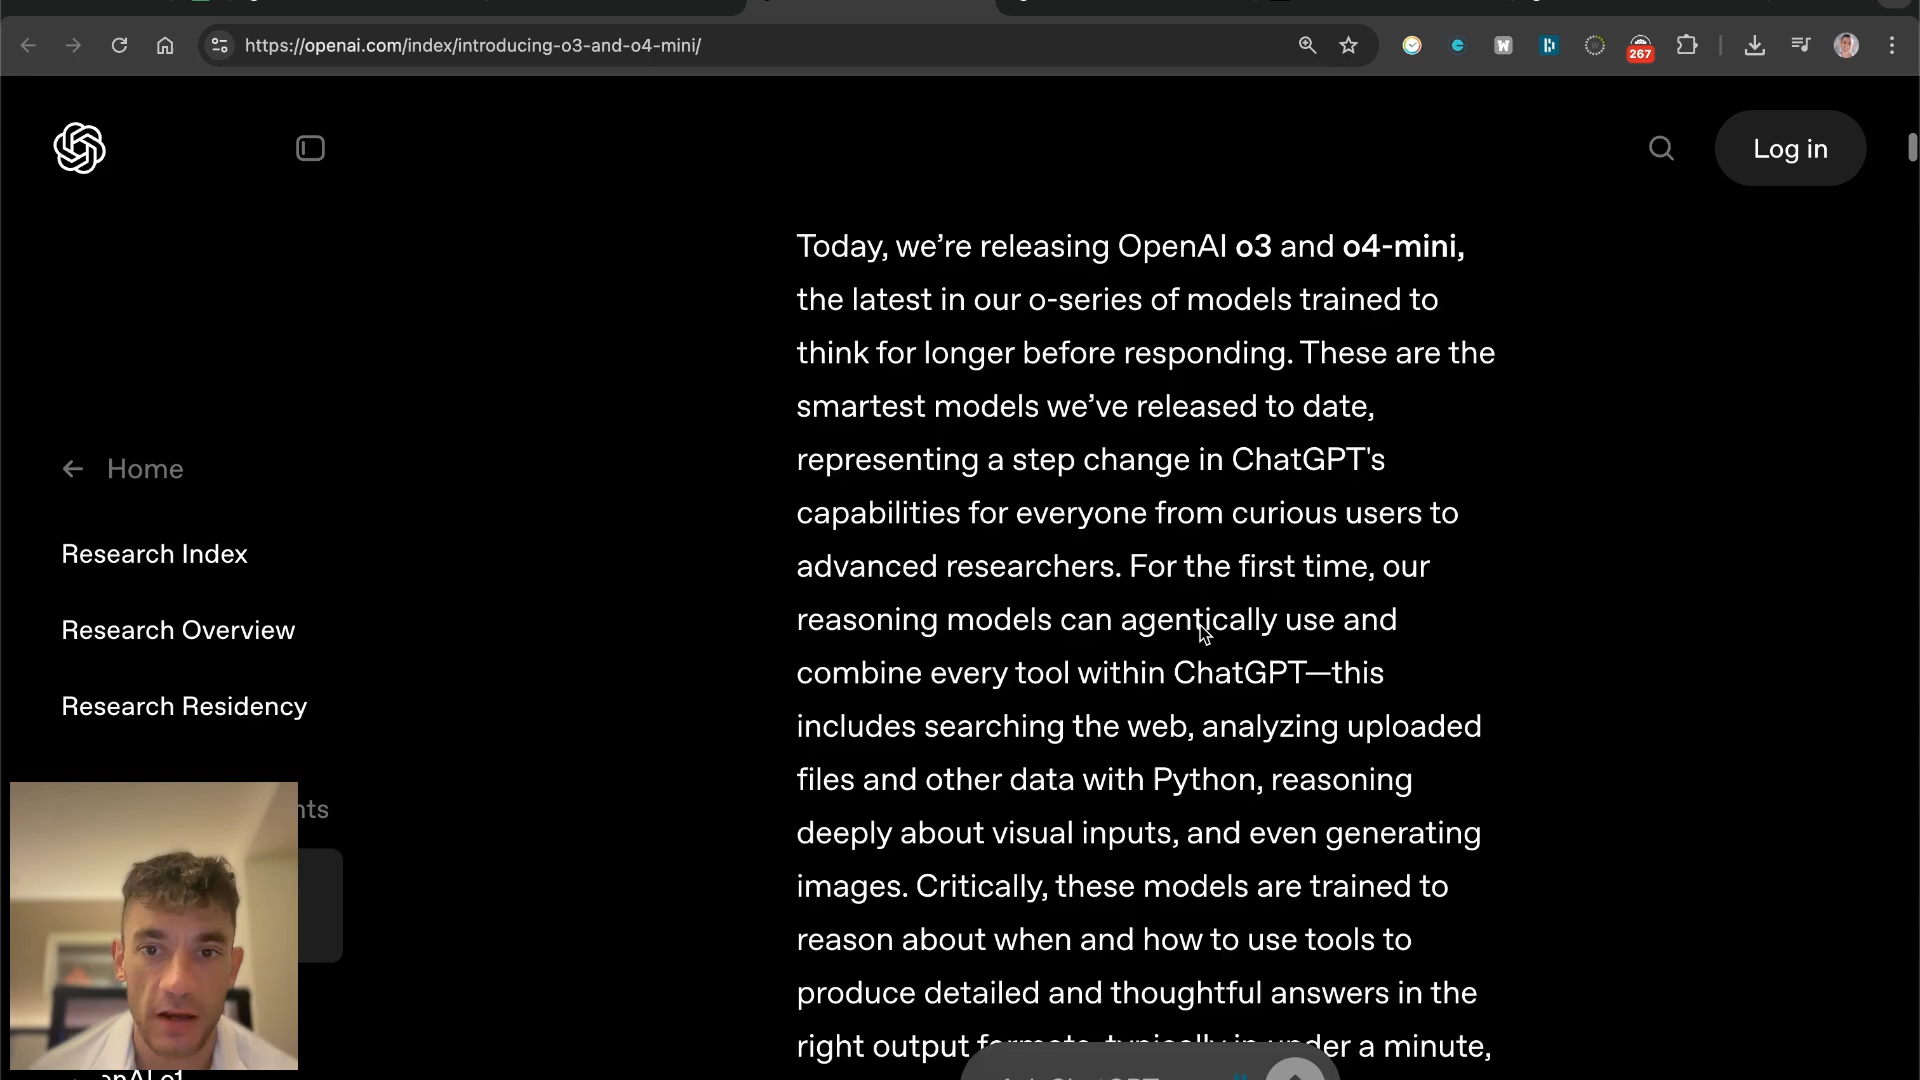 https://openai.com/index/introducing-o3-and-o4-mini/
267
Log in
Today, we're releasing OpenAI o3 and o4-mini,
the latest in our o-series of models trained to
think for longer before responding. These are the
smartest models we've released to date,
representing a step change in ChatGPT's
capabilities for everyone from curious users to
advanced researchers. For the first time, our
reasoning models can agentically use and
combine every tool within ChatGPT—this
includes searching the web, analyzing uploaded
files and other data with Python, reasoning
deeply about visual inputs, and even generating
images. Critically, these models are trained to
reason about when and how to use tools to
produce detailed and thoughtful answers in the
right output formats, typically in under a minute,
Home
Research Index
Research Overview
Research Residency